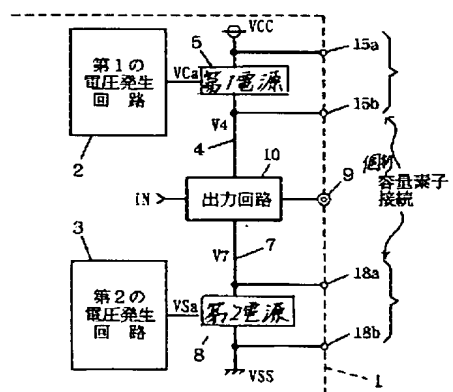 VCC
第1の
電圧発生
回路
2
VCa
5
第1電源
15a
15b
V4
4
10
IN
出力回路
9
容量素子
接続
V7
7
3
第2の
電圧発生
回路
VSa
第2電源
8
18a
18b
VSS
1